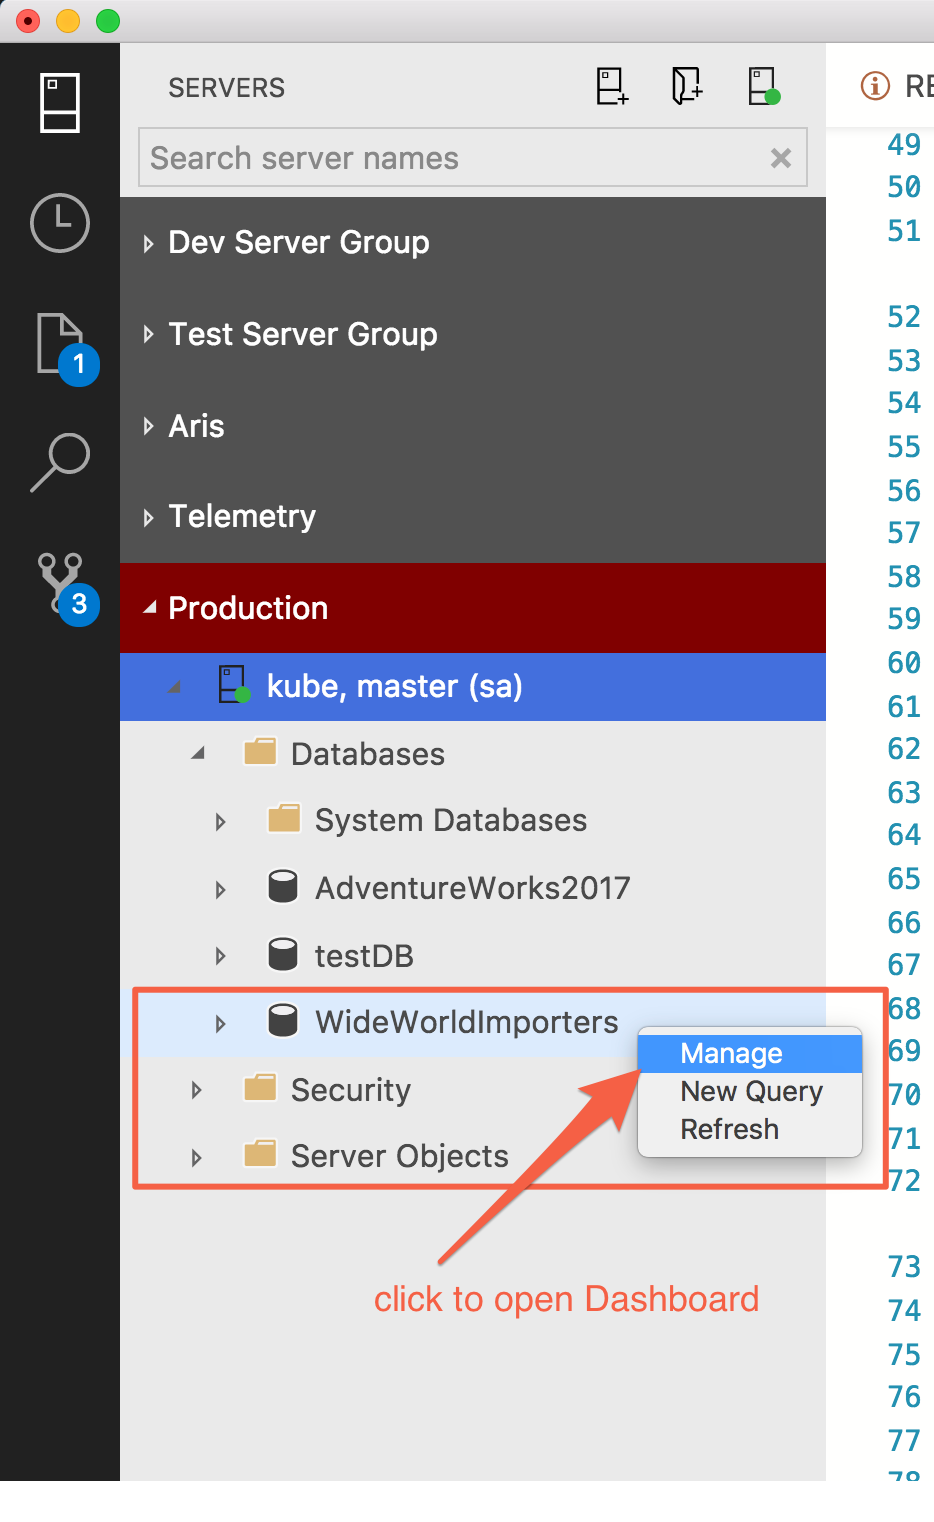 SERVERS
RE
Search server names
Dev Server Group
Test Server Group
1
Aris
Telemetry
3
Production
kube, master (sa)
Databases
System Databases
AdventureWorks2017
testDB
WideWorldImporters
Manage
New Query
Refresh
Security
Server Objects
click to open Dashboard
49
50
51
52
53
54
55
56
57
58
59
60
61
62
63
64
65
66
67
68
69
70
71
72
73
74
75
76
77
78